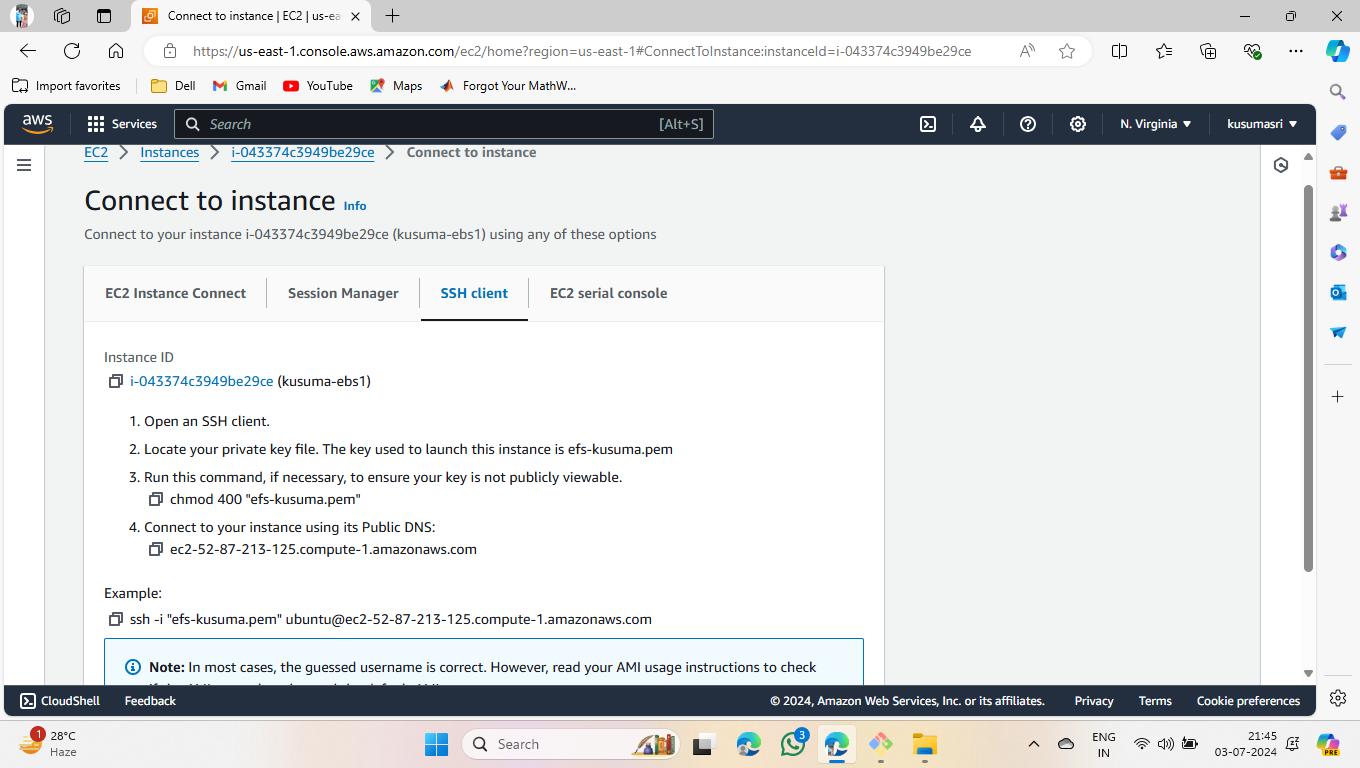 Connect to instance | EC2 | us-ea
https://us-east-1.console.aws.amazon.com/ec2/home?region=us-east-1#ConnectToInstance:instanceId=i-043374c3949be29ce
Import favorites
Dell
Gmail
YouTube
Maps
Forgot Your MathW...
aws
Services
Search
[Alt+S]
N. Virginia
kusumasri
EC2
Instances
i-043374c3949be29ce
Connect to instance
Connect to instance Info
Connect to your instance i-043374c3949be29ce (kusuma-ebs1) using any of these options
EC2 Instance Connect
Session Manager
SSH client
EC2 serial console
Instance ID
i-043374c3949be29ce (kusuma-ebs1)
1. Open an SSH client.
2. Locate your private key file. The key used to launch this instance is efs-kusuma.pem
3. Run this command, if necessary, to ensure your key is not publicly viewable.
chmod 400 "efs-kusuma.pem"
4. Connect to your instance using its Public DNS:
ec2-52-87-213-125.compute-1.amazonaws.com
Example:
ssh -i "efs-kusuma.pem" ubuntu@ec2-52-87-213-125.compute-1.amazonaws.com
Note: In most cases, the guessed username is correct. However, read your AMI usage instructions to check
CloudShell
Feedback
© 2024, Amazon Web Services, Inc. or its affiliates.
Privacy
Terms
Cookie preferences
1
28°C
Haze
Search
3
ENG
IN
21:45
03-07-2024
PRE